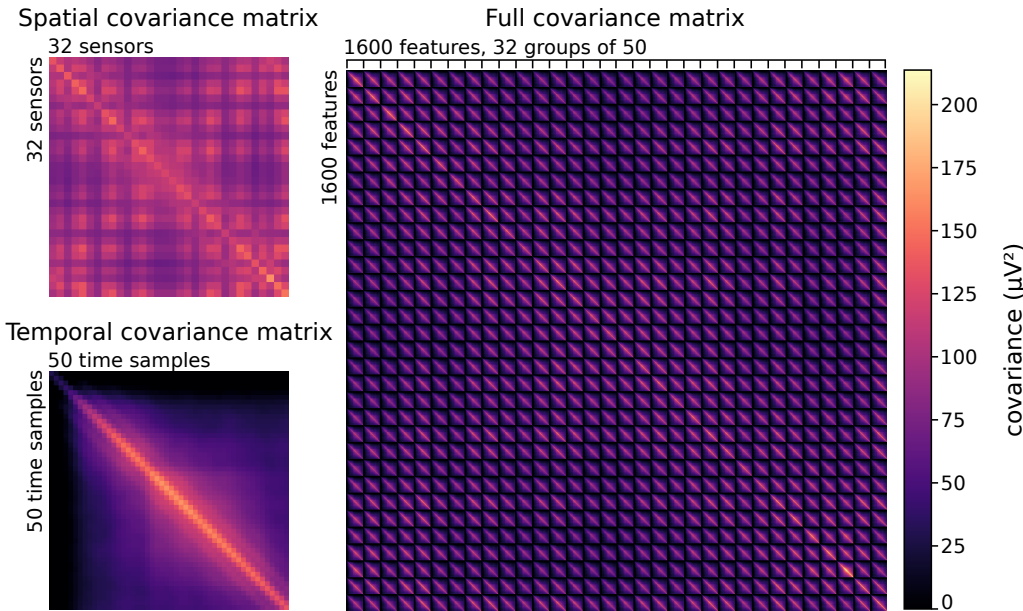 Spatial covariance matrix
32 sensors
32 sensors
Temporal covariance matrix
50 time samples
50 time samples
Full covariance matrix
1600 features, 32 groups of 50
1600 features
200
175
150
125
100
75
50
25
0
covariance (μV²)